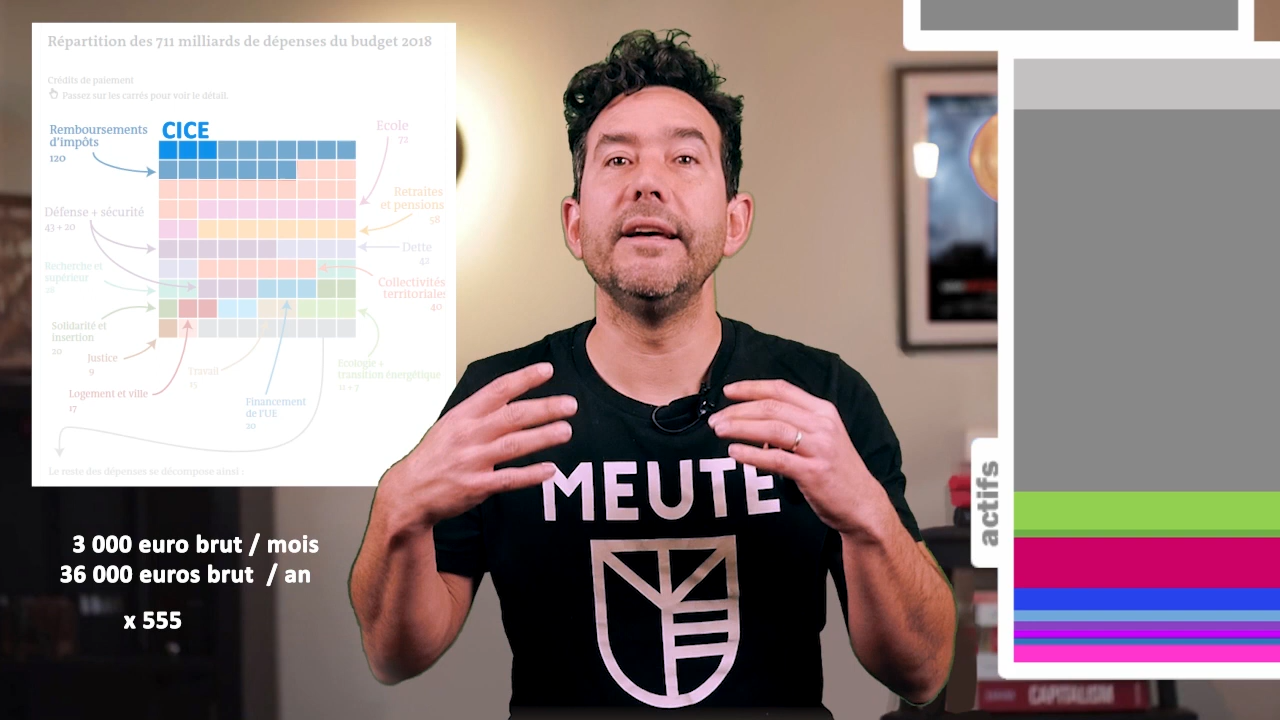 Répartition des 711 milliards de dépenses du budget 2018
Crédits de paiement
Passez sur les carrés pour voir le détail.
Remboursements
d'impôts
120
CICE
Ecole
72
Retraites
et pensions
58
Défense + sécurité
43 + 20
Dette
42
Recherche et
supérieur
28
Collectivités
territoriales
40
Solidarité et
insertion
20
Justice
9
Travail
15
Ecologie +
transition énergétique
11 + 7
Logement et ville
17
Financement
de l'UE
20
Le reste des dépenses se décompose ainsi :
3 000 euro brut / mois
36 000 euros brut / an
x 555
MEUTE
actifs
CAPITALISM